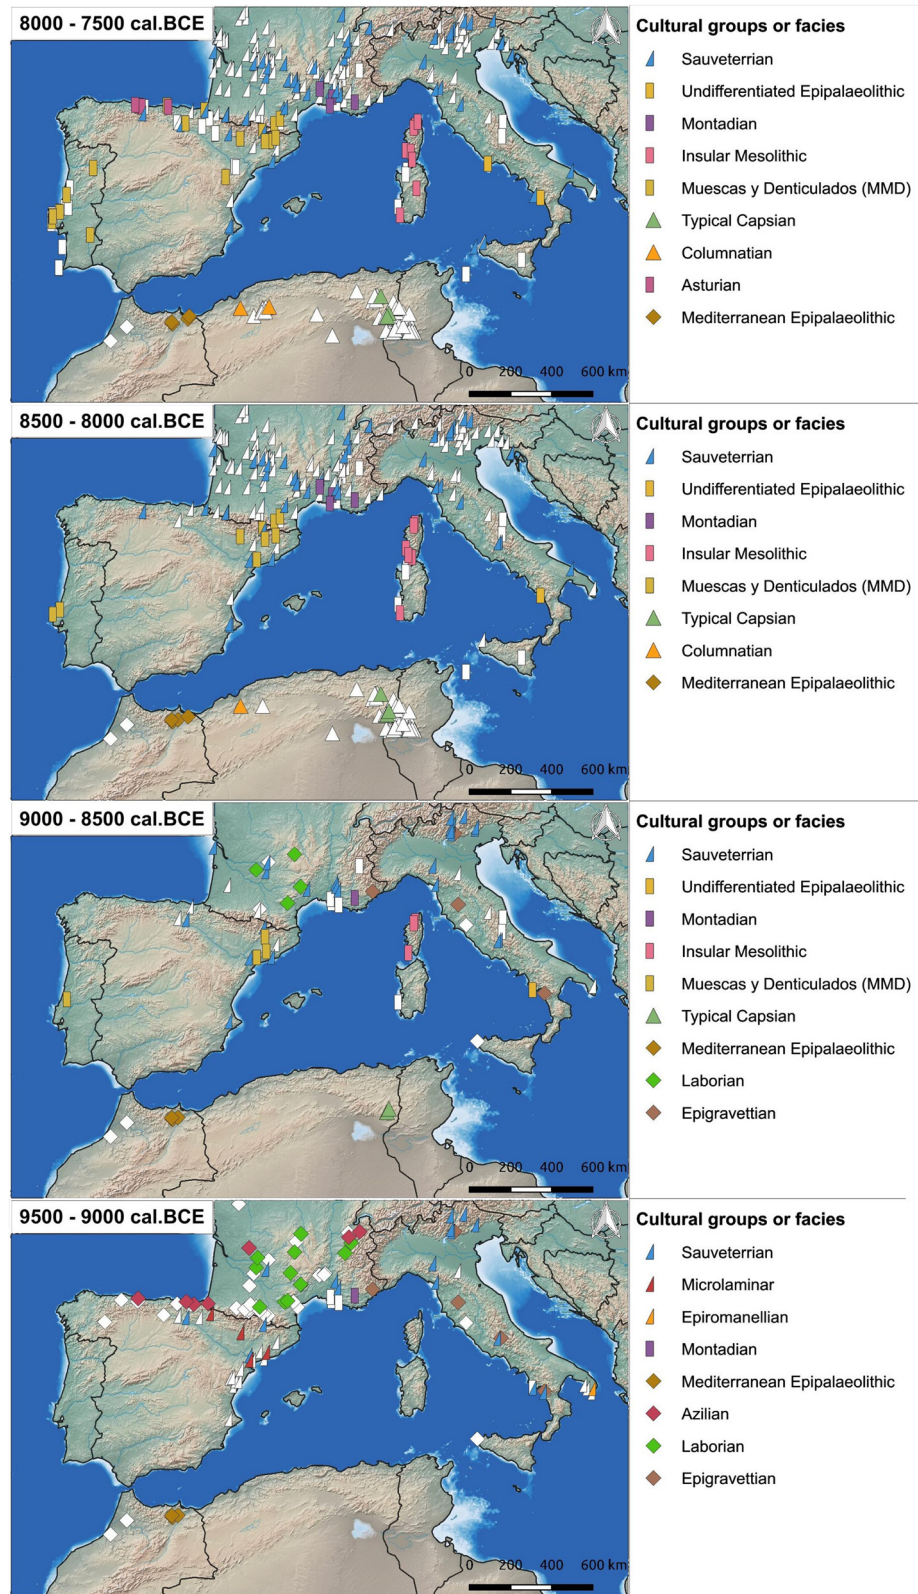 8000 - 7500 cal.BCE
0 200 400 600 km
Cultural groups or facies
Sauveterrian
Undifferentiated Epipalaeolithic
Montadian
Insular Mesolithic
Muescas y Denticulados (MMD)
Typical Capsian
Columnatian
Asturian
Mediterranean Epipalaeolithic
8500 - 8000 cal.BCE
0 200 400 600 km
Cultural groups or facies
Sauveterrian
Undifferentiated Epipalaeolithic
Montadian
Insular Mesolithic
Muescas y Denticulados (MMD)
Typical Capsian
Columnatian
Mediterranean Epipalaeolithic
9000 - 8500 cal.BCE
0 200 400 600 km
Cultural groups or facies
Sauveterrian
Undifferentiated Epipalaeolithic
Montadian
Insular Mesolithic
Muescas y Denticulados (MMD)
Typical Capsian
Mediterranean Epipalaeolithic
Laborian
Epigravettian
9500 - 9000 cal.BCE
0 200 400 600 km
Cultural groups or facies
Sauveterrian
Microlaminar
Epiromanellian
Montadian
Mediterranean Epipalaeolithic
Azilian
Laborian
Epigravettian